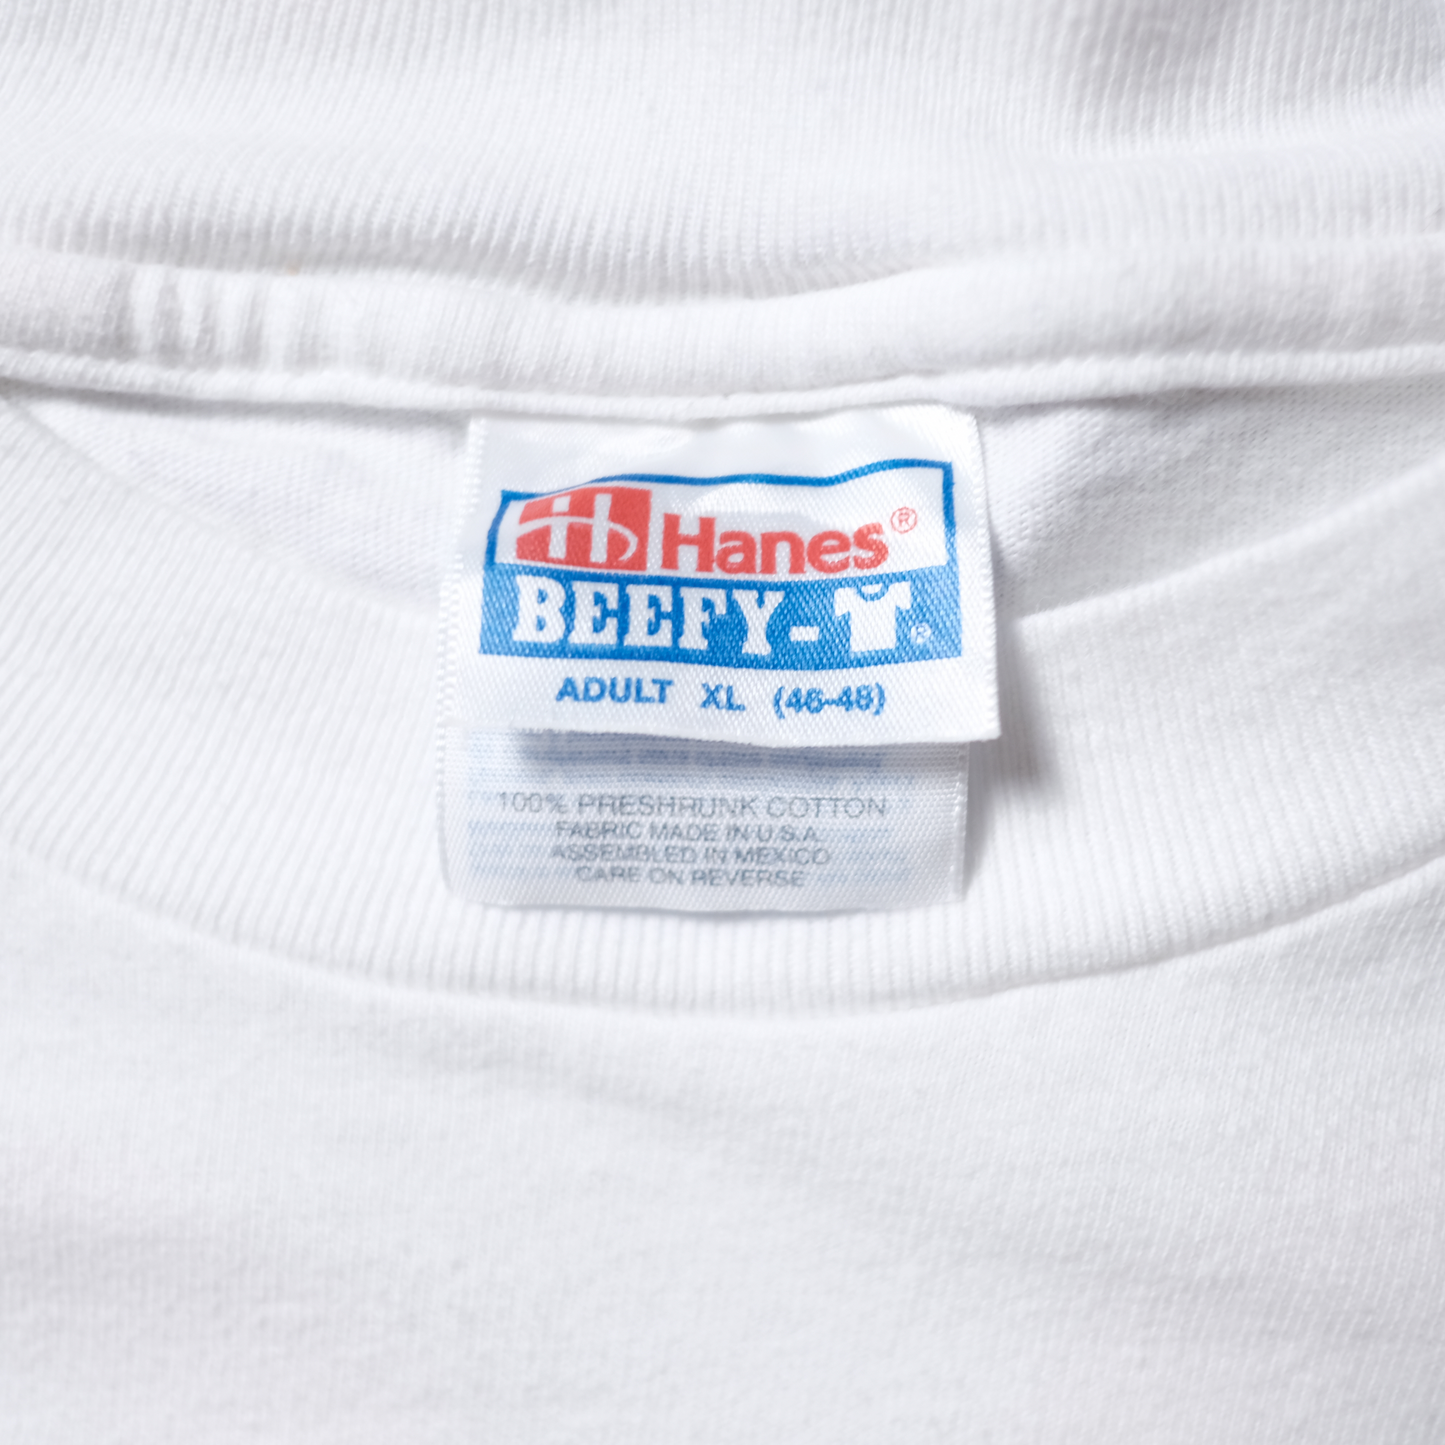 Hanes®
BEEFY-T®
ADULT XL (46-48)
100% PRESHRUNK COTTON
FABRIC MADE IN U.S.A.
ASSEMBLED IN MEXICO
CARE ON REVERSE